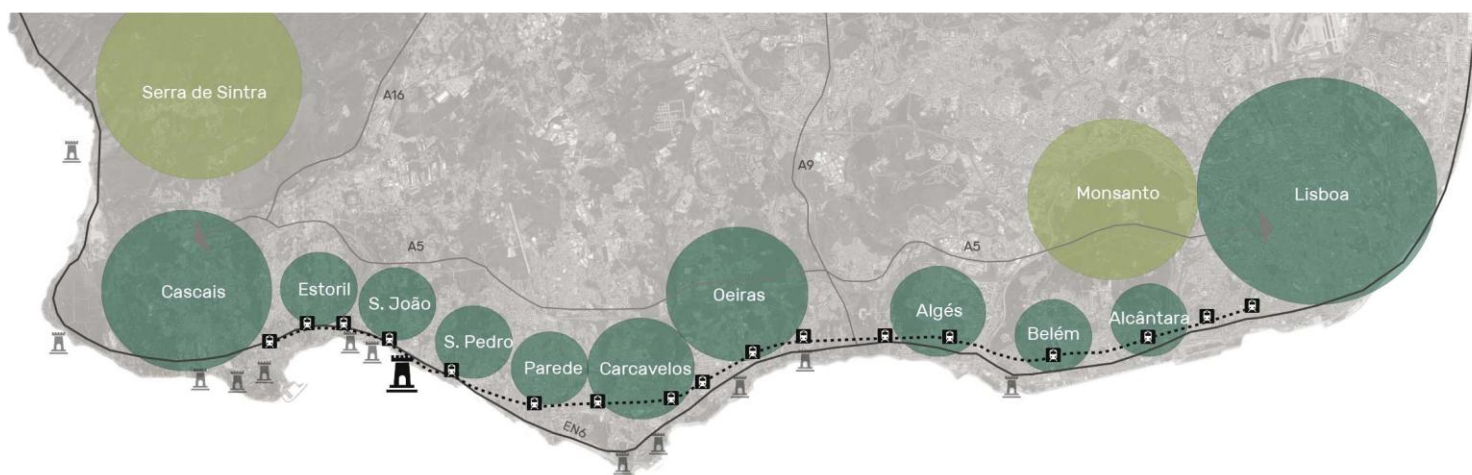 Serra de Sintra
A16
A9
Monsanto
Lisboa
A5
A5
Cascais
Estoril
S. João
Oeiras
Algés
Alcântara
S. Pedro
Belém
Parede
Carcavelos
EN6